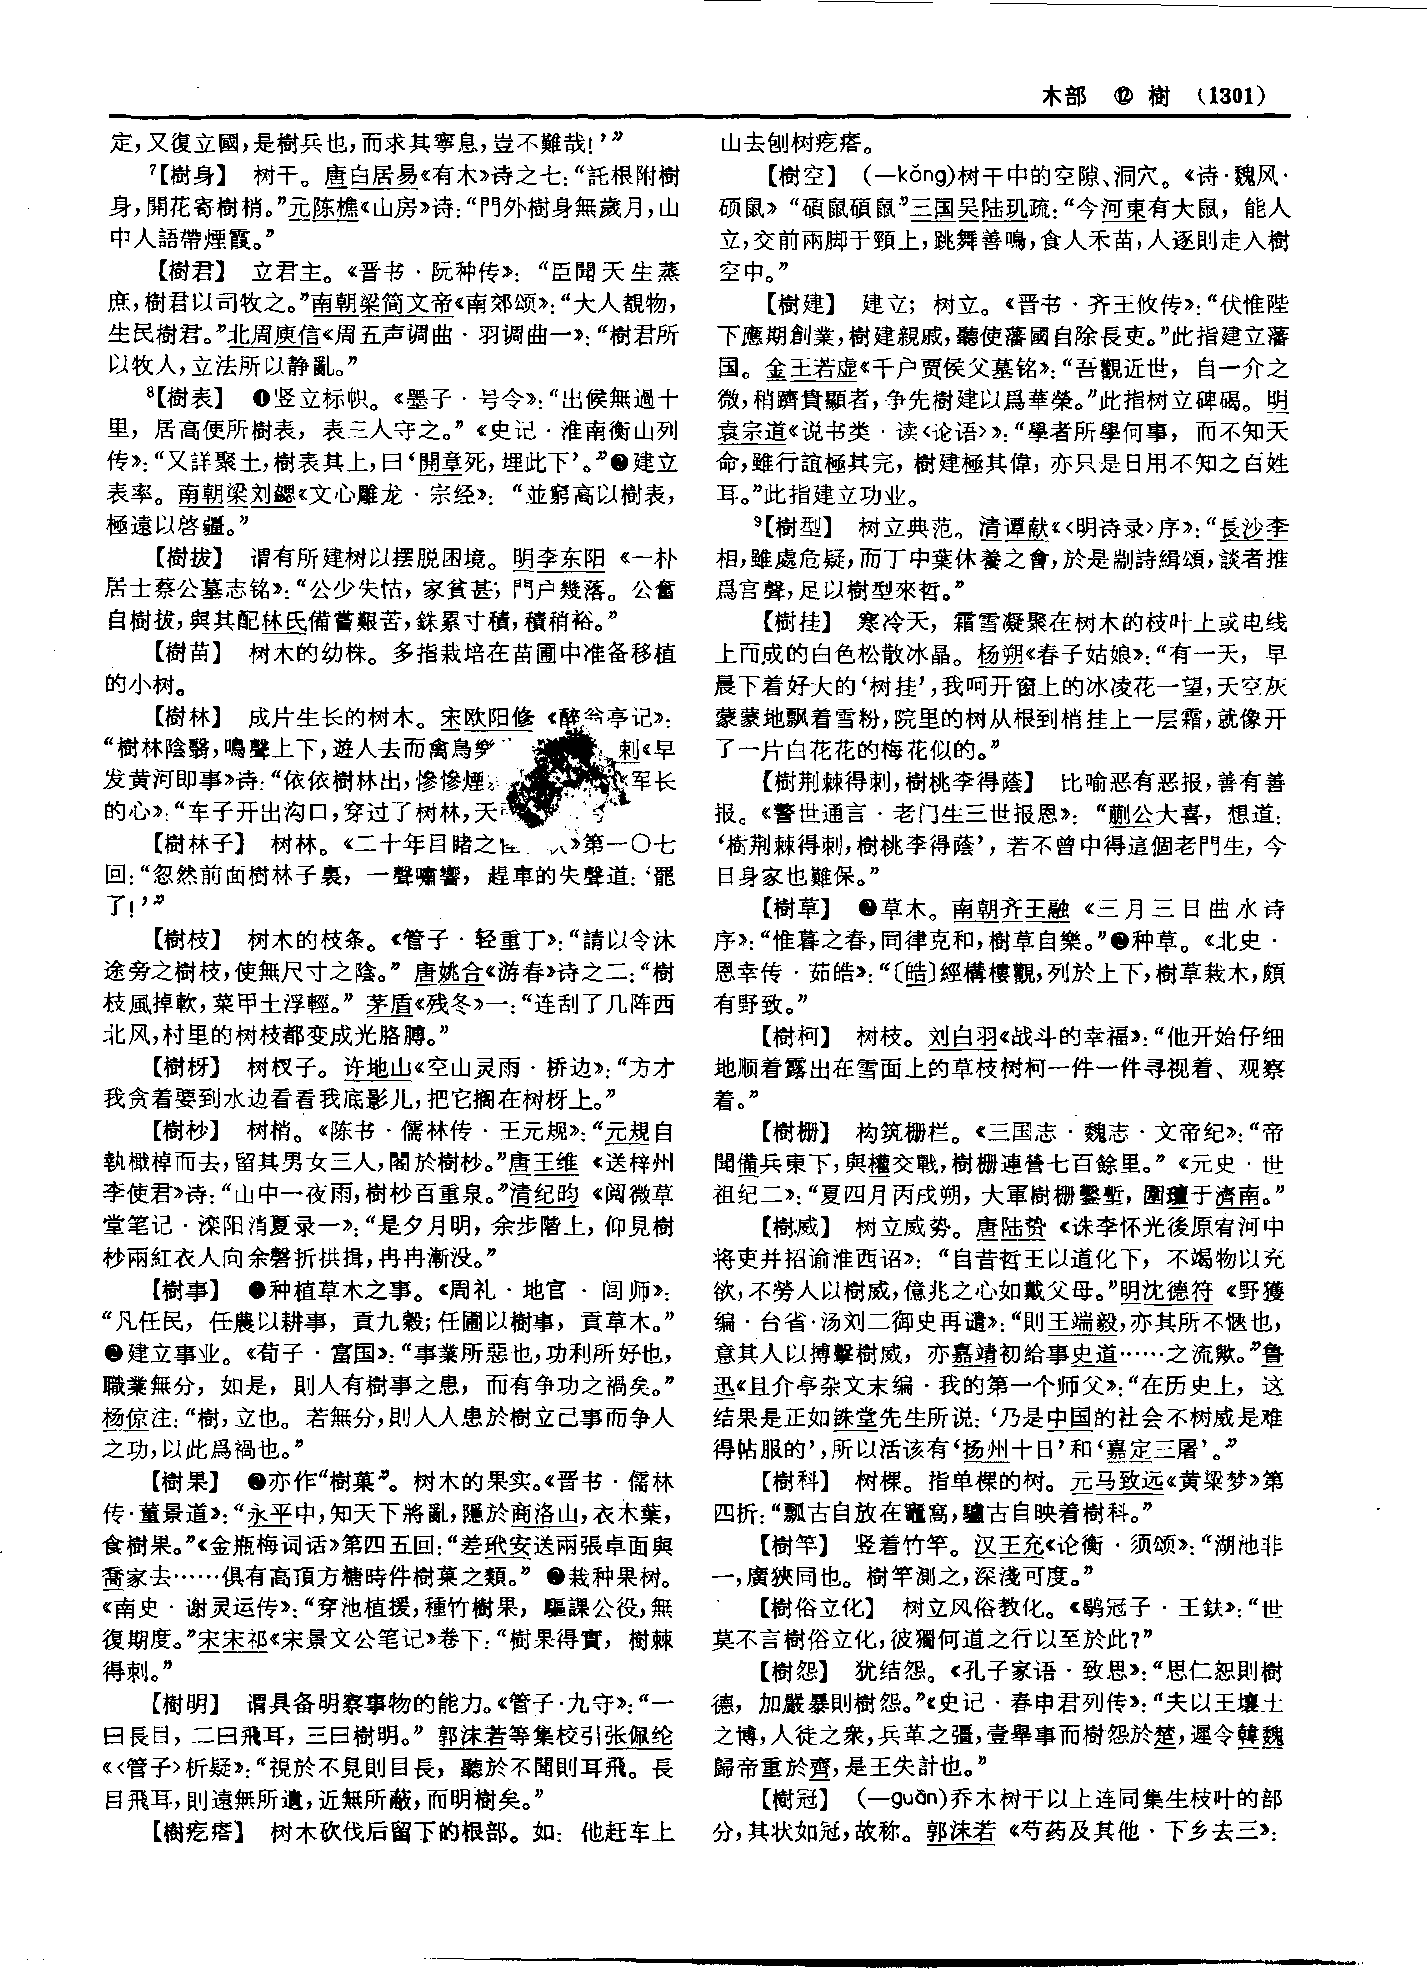 木部 ⑫ 樹 (1301)
定,又復立國,是樹兵也,而求其寧息,豈不難哉!’”
⁷【樹身】 树干。唐白居易《有木》诗之七:“託根附樹
身,開花寄樹梢。”元陈樵《山房》诗:“門外樹身無歲月,山
中人語帶煙霞。”
【樹君】 立君主。《晋书·阮种传》:“臣聞天生蒸
庶,樹君以司牧之。”南朝梁简文帝《南郊颂》:“大人覩物,
生民樹君。”北周庾信《周五声调曲·羽调曲一》:“樹君所
以牧人,立法所以静亂。”
⁸【樹表】 ❶竖立标帜。《墨子·号令》:“出候無過十
里,居高便所樹表,表三人守之。”《史记·淮南衡山列
传》:“又詳聚土,樹表其上,曰‘開章死,埋此下’。”❷建立
表率。南朝梁刘勰《文心雕龙·宗经》:“並窮高以樹表,
極遠以啓疆。”
【樹拔】 谓有所建树以摆脱困境。明李东阳《一朴
居士蔡公墓志铭》:“公少失怙,家貧甚,門户幾落。公奮
自樹拔,與其配林氏備嘗艱苦,銖累寸積,積稍裕。”
【樹苗】 树木的幼株。多指栽培在苗圃中准备移植
的小树。
【樹林】 成片生长的树木。宋欧阳修《醉翁亭记》:
“樹林陰翳,鳴聲上下,遊人去而禽鳥 刺《早
发黄河即事》诗:“依依樹林出,慘慘煙 军长
的心》:“车子开出沟口,穿过了树林,天
【樹林子】 树林。《二十年目睹之 》第一〇七
回:“忽然前面樹林子裏,一聲嘯響,趕車的失聲道:‘罷
了!’”
【樹枝】 树木的枝条。《管子·轻重丁》:“請以令沐
途旁之樹枝,使無尺寸之陰。”唐姚合《游春》诗之二:“樹
枝風掉軟,菜甲土浮輕。”茅盾《残冬》一:“连刮了几阵西
北风,村里的树枝都变成光胳膊。”
【樹枒】 树杈子。许地山《空山灵雨·桥边》:“方才
我贪着要到水边看看我底影儿,把它搁在树枒上。”
【樹杪】 树梢。《陈书·儒林传·王元规》:“元規自
執檝棹而去,留其男女三人,閣於樹杪。”唐王维《送梓州
李使君》诗:“山中一夜雨,樹杪百重泉。”清纪昀《阅微草
堂笔记·滦阳消夏录一》:“是夕月明,余步階上,仰見樹
杪兩紅衣人向余磬折拱揖,冉冉漸没。”
【樹事】 ❶种植草木之事。《周礼·地官·闾师》:
“凡任民,任農以耕事,貢九穀;任圃以樹事,貢草木。”
❷建立事业。《荀子·富国》:“事業所惡也,功利所好也,
職業無分,如是,則人有樹事之患,而有争功之禍矣。”
杨倞注:“樹,立也。若無分,則人人患於樹立己事而争人
之功,以此爲禍也。”
【樹果】 ❶亦作“樹菓”。树木的果实。《晋书·儒林
传·董景道》:“永平中,知天下將亂,隱於商洛山,衣木葉,
食樹果。”《金瓶梅词话》第四五回:“差玳安送兩張卓面與
喬家去……俱有高頂方糖時件樹菓之類。”❷栽种果树。
《南史·谢灵运传》:“穿池植援,種竹樹果,驅課公役,無
復期度。”宋宋祁《宋景文公笔记》卷下:“樹果得實,樹棘
得刺。”
【樹明】 谓具备明察事物的能力。《管子·九守》:“一
曰長目,二曰飛耳,三曰樹明。”郭沫若等集校引张佩纶
《〈管子〉析疑》:“視於不見則目長,聽於不聞則耳飛。長
目飛耳,則遠無所遺,近無所蔽,而明樹矣。”
【樹疙瘩】 树木砍伐后留下的根部。如:他赶车上
山去刨树疙瘩。
【樹空】 (—kǒng)树干中的空隙、洞穴。《诗·魏风·
硕鼠》“碩鼠碩鼠”三国吴陆玑疏:“今河東有大鼠,能人
立,交前兩脚于頸上,跳舞善鳴,食人禾苗,人逐則走入樹
空中。”
【樹建】 建立;树立。《晋书·齐王攸传》:“伏惟陛
下應期創業,樹建親戚,聽使藩國自除長吏。”此指建立藩
国。金王若虚《千户贾侯父墓铭》:“吾觀近世,自一介之
微,稍躋貴顯者,争先樹建以爲華榮。”此指树立碑碣。明
袁宗道《说书类·读〈论语〉》:“學者所學何事,而不知天
命,雖行誼極其完,樹建極其偉,亦只是日用不知之百姓
耳。”此指建立功业。
⁹【樹型】 树立典范。清谭献《〈明诗录〉序》:“長沙李
相,雖處危疑,而丁中葉休養之會,於是制詩緝頌,談者推
爲宫聲,足以樹型來哲。”
【樹挂】 寒冷天,霜雪凝聚在树木的枝叶上或电线
上而成的白色松散冰晶。杨朔《春子姑娘》:“有一天,早
晨下着好大的‘树挂’,我呵开窗上的冰凌花一望,天空灰
蒙蒙地飘着雪粉,院里的树从根到梢挂上一层霜,就像开
了一片白花花的梅花似的。”
【樹荆棘得刺,樹桃李得蔭】 比喻恶有恶报,善有善
报。《警世通言·老门生三世报恩》:“蒯公大喜,想道:
‘樹荆棘得刺,樹桃李得蔭’,若不曾中得這個老門生,今
日身家也難保。”
【樹草】 ❶草木。南朝齐王融《三月三日曲水诗
序》:“惟暮之春,同律克和,樹草自樂。”❷种草。《北史·
恩幸传·茹皓》:“〔皓〕經構樓觀,列於上下,樹草栽木,頗
有野致。”
【樹柯】 树枝。刘白羽《战斗的幸福》:“他开始仔细
地顺着露出在雪面上的草枝树柯一件一件寻视着、观察
着。”
【樹栅】 构筑栅栏。《三国志·魏志·文帝纪》:“帝
聞備兵東下,與權交戰,樹栅連營七百餘里。”《元史·世
祖纪二》:“夏四月丙戌朔,大軍樹栅鑿塹,圍璮于濟南。”
【樹威】 树立威势。唐陆贽《诛李怀光後原宥河中
将吏并招谕淮西诏》:“自昔哲王以道化下,不竭物以充
欲,不勞人以樹威,億兆之心如戴父母。”明沈德符《野獲
编·台省·汤刘二御史再谴》:“則王端毅,亦其所不愜也,
意其人以搏擊樹威,亦嘉靖初给事史道……之流歟。”鲁
迅《且介亭杂文末编·我的第一个师父》:“在历史上,这
结果是正如銖堂先生所说:‘乃是中国的社会不树威是难
得帖服的’,所以活该有‘扬州十日’和‘嘉定三屠’。”
【樹科】 树棵。指单棵的树。元马致远《黄粱梦》第
四折:“瓢古自放在竈窩,驢古自映着樹科。”
【樹竿】 竖着竹竿。汉王充《论衡·须颂》:“湖池非
一,廣狹同也。樹竿測之,深淺可度。”
【樹俗立化】 树立风俗教化。《鹖冠子·王鈇》:“世
莫不言樹俗立化,彼獨何道之行以至於此?”
【樹怨】 犹结怨。《孔子家语·致思》:“思仁恕則樹
德,加嚴暴則樹怨。”《史记·春申君列传》:“夫以王壤土
之博,人徒之衆,兵革之彊,壹舉事而樹怨於楚,遲令韓魏
歸帝重於齊,是王失計也。”
【樹冠】 (—guān)乔木树干以上连同集生枝叶的部
分,其状如冠,故称。郭沫若《芍药及其他·下乡去三》: